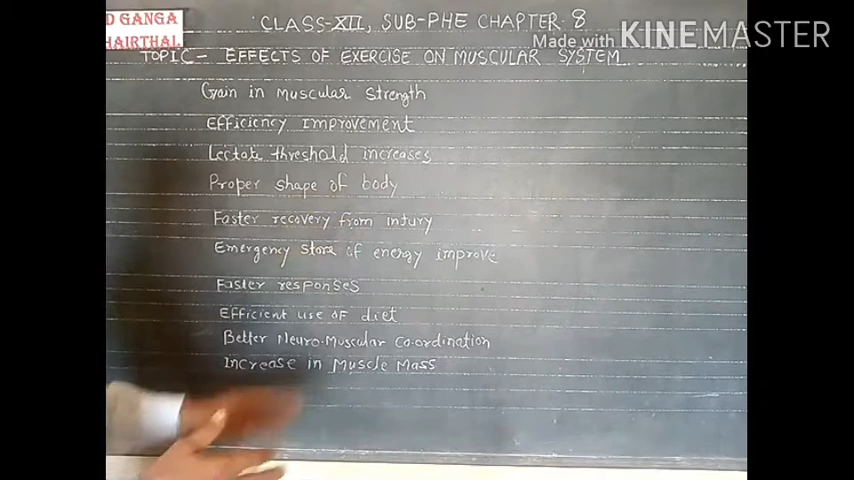 D GANGA
HAIRTHAL
CLASS-XII, SUB-PHE CHAPTER 8
Made with KINEMASTER
TOPIC- EFFECTS OF EXERCISE ON MUSCULAR SYSTEM
Gain in muscular strength
Efficiency improvement
Lectate threshold increases
Proper shape of body
Faster recovery from intury
Emergency store of energy improve
Faster responses
Efficient use of diet
Better Neuro-Muscular Co-ordination
Increase in Muscle Mass